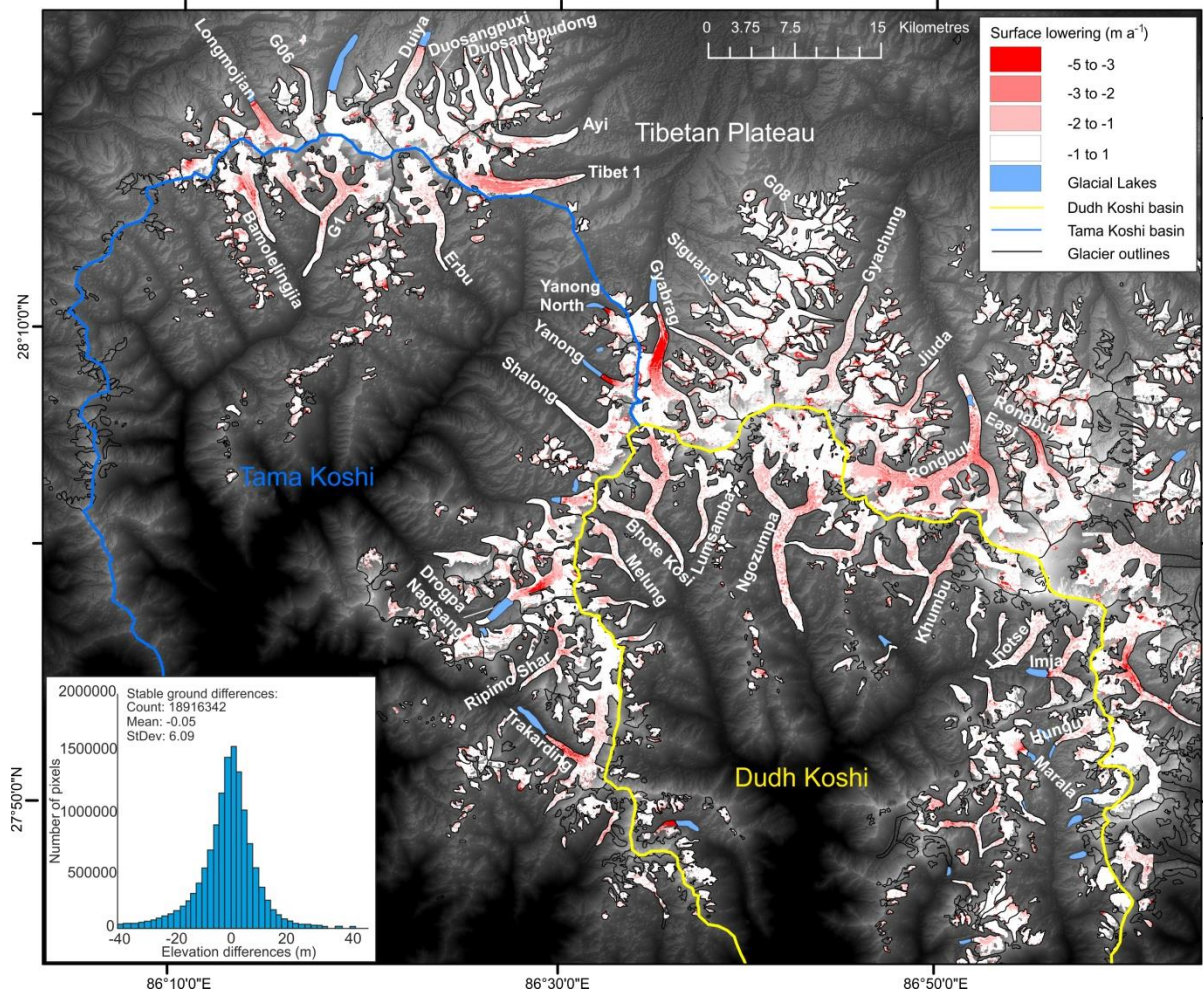 0 3.75 7.5 15 Kilometres
Surface lowering (m a⁻¹)
-5 to -3
-3 to -2
-2 to -1
-1 to 1
Glacial Lakes
Dudh Koshi basin
Tama Koshi basin
Glacier outlines
Longmojian
G06
Duiya
Duosangpuxi
Duosangpudong
Ayi
Tibetan Plateau
Tibet 1
Bamolelingjia
G1
Erbu
G08
Siguang
Gyabrag
Gyachung
Yanong
North
Yanong
Shalong
Jiuda
Rongbu
East
Rongbuk
Tama Koshi
Bhote Kosi
Lumsamba
Ngozumpa
Melung
Drogpa
Nagtsang
Khumbu
Lhotse
Imja
Ripimo Shar
Trakarding
Hungu
Marala
Dudh Koshi
28°10'0"N
27°50'0"N
2000000
1500000
1000000
500000
0
Number of pixels
Stable ground differences:
Count: 18916342
Mean: -0.05
StDev: 6.09
-40 -20 0 20 40
Elevation differences (m)
86°10'0"E 86°30'0"E 86°50'0"E